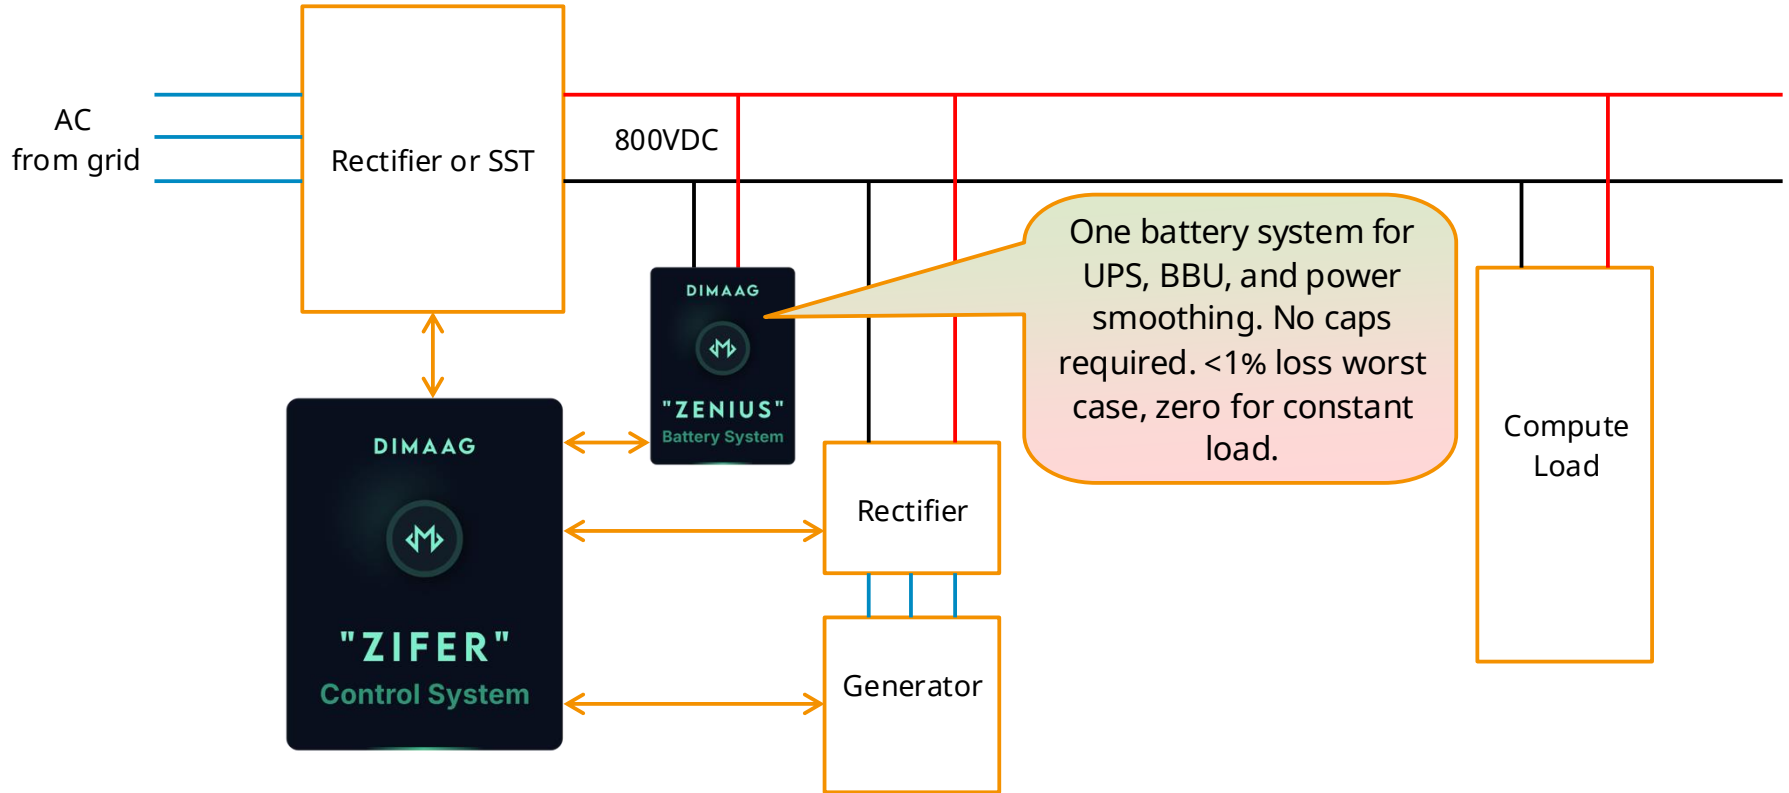 AC
from grid
Rectifier or SST
800VDC
One battery system for
UPS, BBU, and power
smoothing. No caps
required. <1% loss worst
case, zero for constant
load.
DIMAAG
"ZENIUS"
Battery System
DIMAAG
"ZIFER"
Control System
Rectifier
Generator
Compute
Load